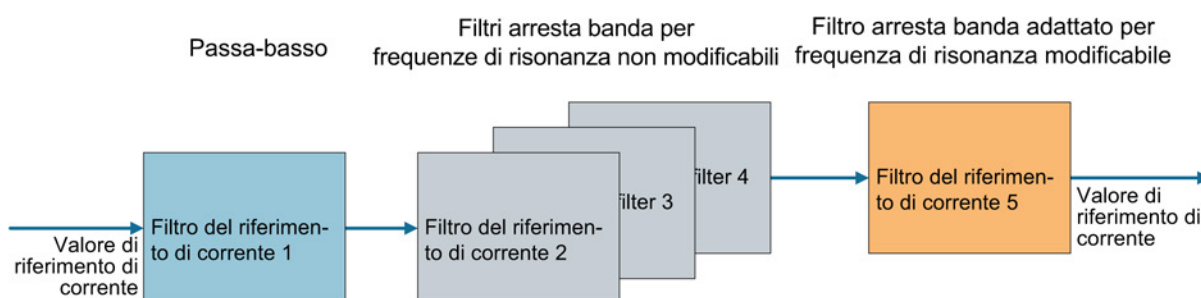 Passa-basso
Filtri arresta banda per
frequenze di risonanza non modificabili
Filtro arresta banda adattato per
frequenza di risonanza modificabile
Valore di
riferimento di
corrente
Filtro del riferimen-
to di corrente 1
Filtro del riferimen-
to di corrente 2
filter 3
filter 4
Filtro del riferimen-
to di corrente 5
Valore di
riferimento di
corrente